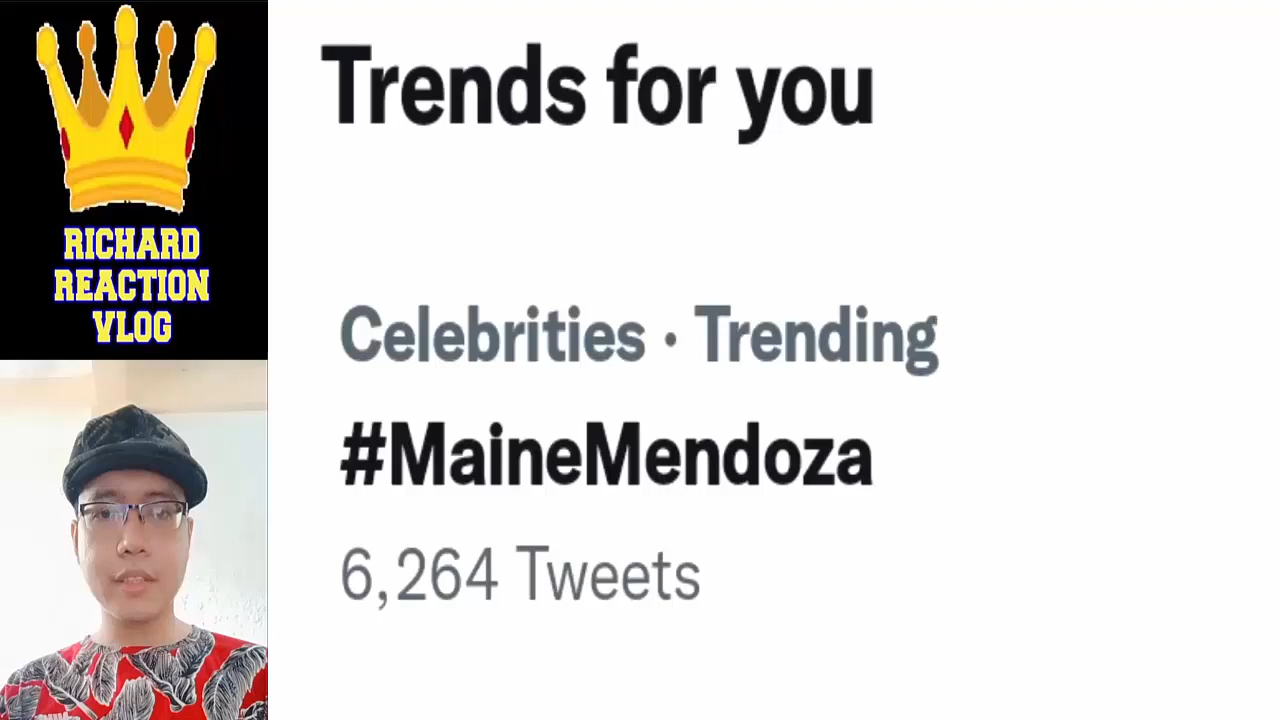 RICHARD
REACTION
VLOG
Trends for you
Celebrities · Trending
#MaineMendoza
6,264 Tweets